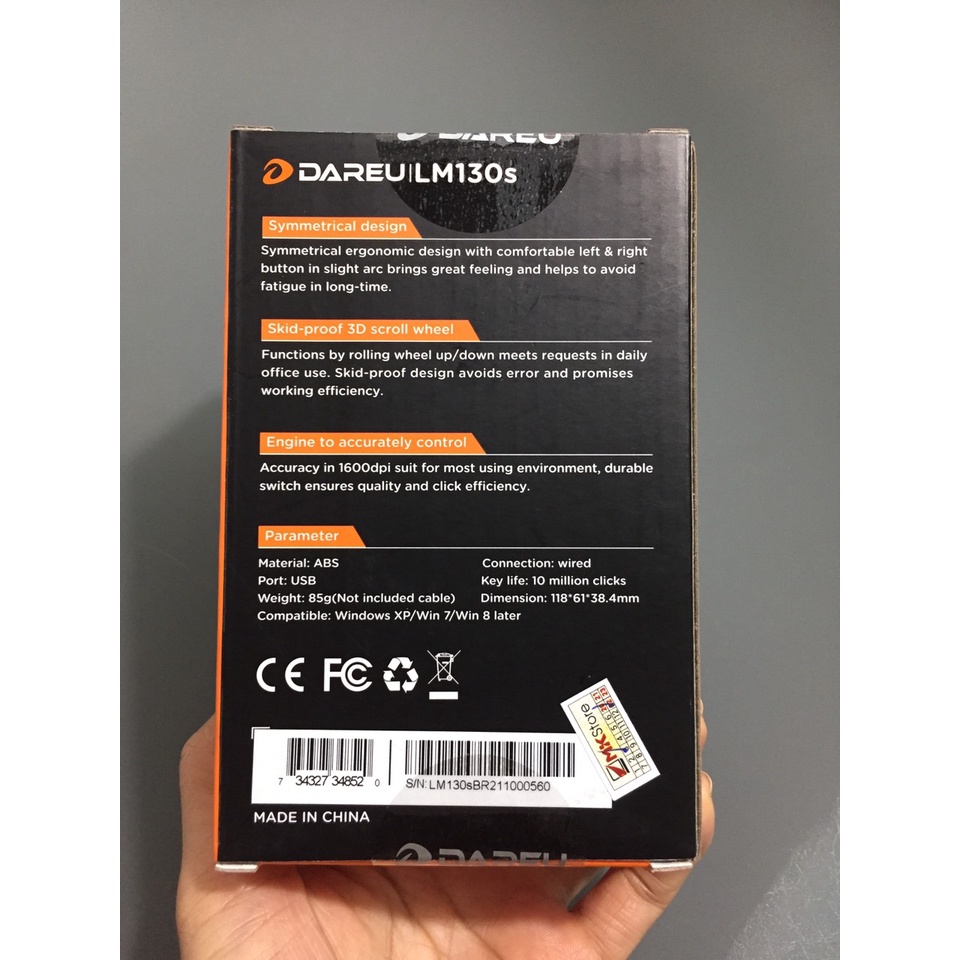 DAREU
DAREU|LM130s
Symmetrical design
Symmetrical ergonomic design with comfortable left & right
button in slight arc brings great feeling and helps to avoid
fatigue in long-time.
Skid-proof 3D scroll wheel
Functions by rolling wheel up/down meets requests in daily
office use. Skid-proof design avoids error and promises
working efficiency.
Engine to accurately control
Accuracy in 1600dpi suit for most using environment, durable
switch ensures quality and click efficiency.
Parameter
Material: ABS Connection: wired
Port: USB Key life: 10 million clicks
Weight: 85g(Not included cable) Dimension: 118*61*38.4mm
Compatible: Windows XP/Win 7/Win 8 later
CE FC
7 34327 34852 0 S/N: LM130sBR211000560
MiKStore
MADE IN CHINA
DAREU